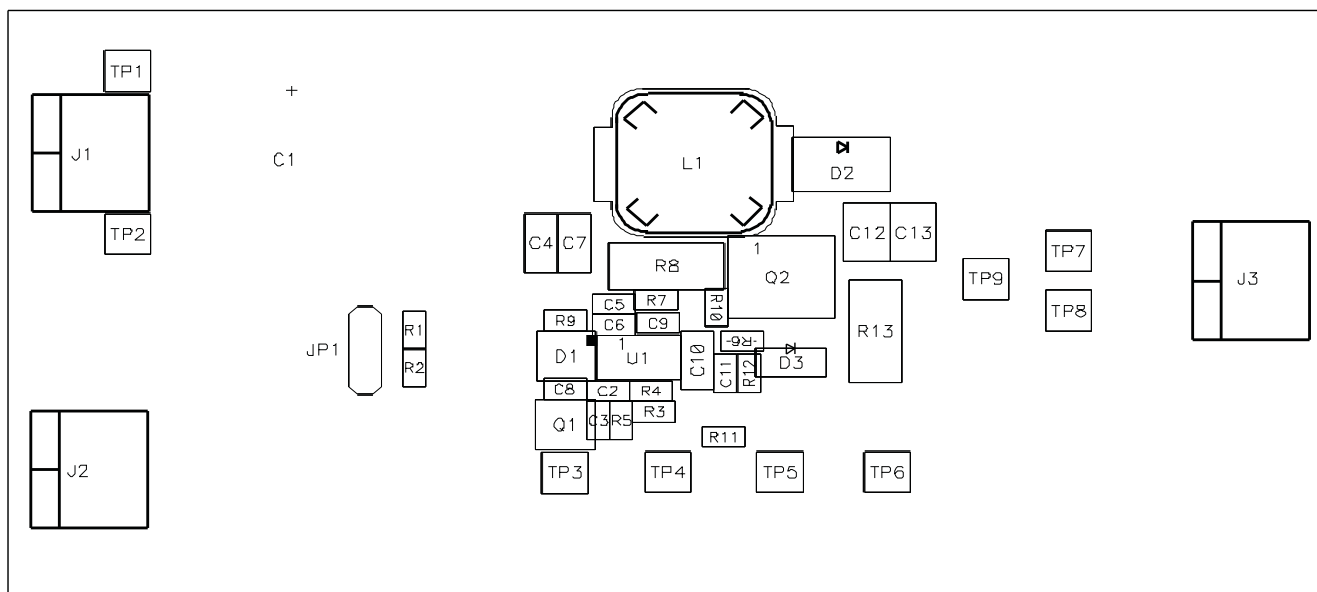 TP1
+
J1
C1
L1
D2
TP2
C4 C7
C12 C13
1
R8
Q2
TP7
TP9
J3
C5 R7
R10
R9
C6 C9
TP8
R1
JP1
R13
-R6-
1
D1 U1
C10
D3
R2
C11 R12
C8 C2 R4
R3
Q1 C3 R5
R11
J2
TP3 TP4 TP5 TP6